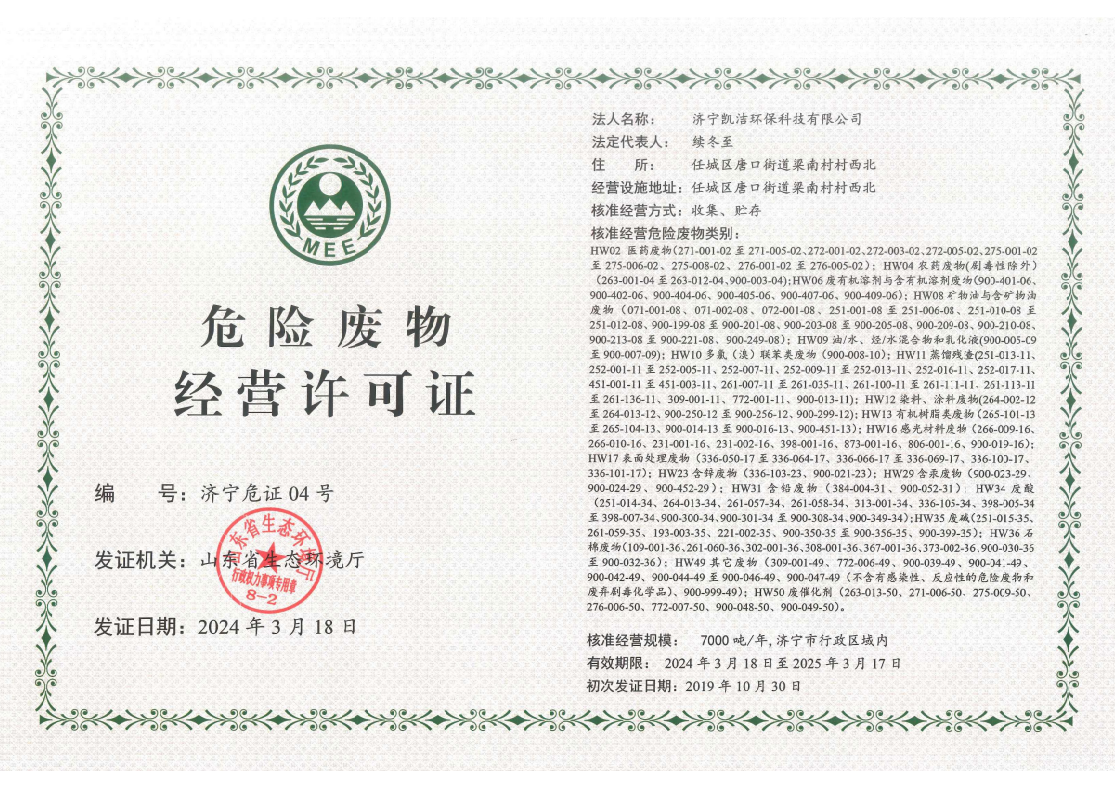 MEE
危险废物
经营许可证
编 号：济宁危证 04 号
发证机关：山东省生态环境厅
发证日期：2024 年 3 月 18 日
山东省生态环境厅
行政权力事项专用章
8-2
法人名称： 济宁凯洁环保科技有限公司
法定代表人： 续冬至
住 所： 任城区唐口街道梁南村村西北
经营设施地址：任城区唐口街道梁南村村西北
核准经营方式：收集、贮存
核准经营危险废物类别：
HW02 医药废物(271-001-02 至 271-005-02、272-001-02、272-003-02、272-005-02、275-001-02
至 275-006-02、275-008-02、276-001-02 至 276-005-02)；HW04 农药废物(剧毒性除外)
(263-001-04 至 263-012-04、900-003-04);HW06 废有机溶剂与含有机溶剂废物(900-401-06、
900-402-06、900-404-06、900-405-06、900-407-06、900-409-06)；HW08 矿物油与含矿物油
废物（071-001-08、071-002-08、072-001-08、251-001-08 至 251-006-08、251-010-08 至
251-012-08、900-199-08 至 900-201-08、900-203-08 至 900-205-08、900-209-08、900-210-08、
900-213-08 至 900-221-08、900-249-08)；HW09 油/水、烃/水混合物和乳化液(900-005-09
至 900-007-09)；HW10 多氯（溴）联苯类废物（900-008-10)；HW11 蒸馏残渣(251-013-11、
252-001-11 至 252-005-11、252-007-11、252-009-11 至 252-013-11、252-016-11、252-017-11、
451-001-11 至 451-003-11、261-007-11 至 261-035-11、261-100-11 至 261-111-11、251-113-11
至 261-136-11、309-001-11、772-001-11、900-013-11)；HW12 染料、涂料废物(264-002-12
至 264-013-12、900-250-12 至 900-256-12、900-299-12)；HW13 有机树脂类废物（265-101-13
至 265-104-13、900-014-13 至 900-016-13、900-451-13)；HW16 感光材料废物（266-009-16、
266-010-16、231-001-16、231-002-16、398-001-16、873-001-16、806-001-16、900-019-16)；
HW17 表面处理废物（336-050-17 至 336-064-17、336-066-17 至 336-069-17、336-100-17、
336-101-17)；HW23 含锌废物（336-103-23、900-021-23)；HW29 含汞废物（900-023-29、
900-024-29、900-452-29)；HW31 含铅废物（384-004-31、900-052-31)；HW34 废酸
（251-014-34、264-013-34、261-057-34、261-058-34、313-001-34、336-105-34、398-005-34
至 398-007-34、900-300-34、900-301-34 至 900-308-34、900-349-34);HW35 废碱(251-015-35、
261-059-35、193-003-35、221-002-35、900-350-35 至 900-356-35、900-399-35)；HW36 石
棉废物(109-001-36、261-060-36、302-001-36、308-001-36、367-001-36、373-002-36、900-030-36
至 900-032-36)；HW49 其它废物（309-001-49、772-006-49、900-039-49、900-041-49、
900-042-49、900-044-49 至 900-046-49、900-047-49（不含有感染性、反应性的危险废物和
废弃剧毒化学品）、900-999-49)；HW50 废催化剂（263-013-50、271-006-50、275-009-50、
276-006-50、772-007-50、900-048-50、900-049-50)。
核准经营规模： 7000 吨/年,济宁市行政区域内
有效期限： 2024 年 3 月 18 日至 2025 年 3 月 17 日
初次发证日期：2019 年 10 月 30 日